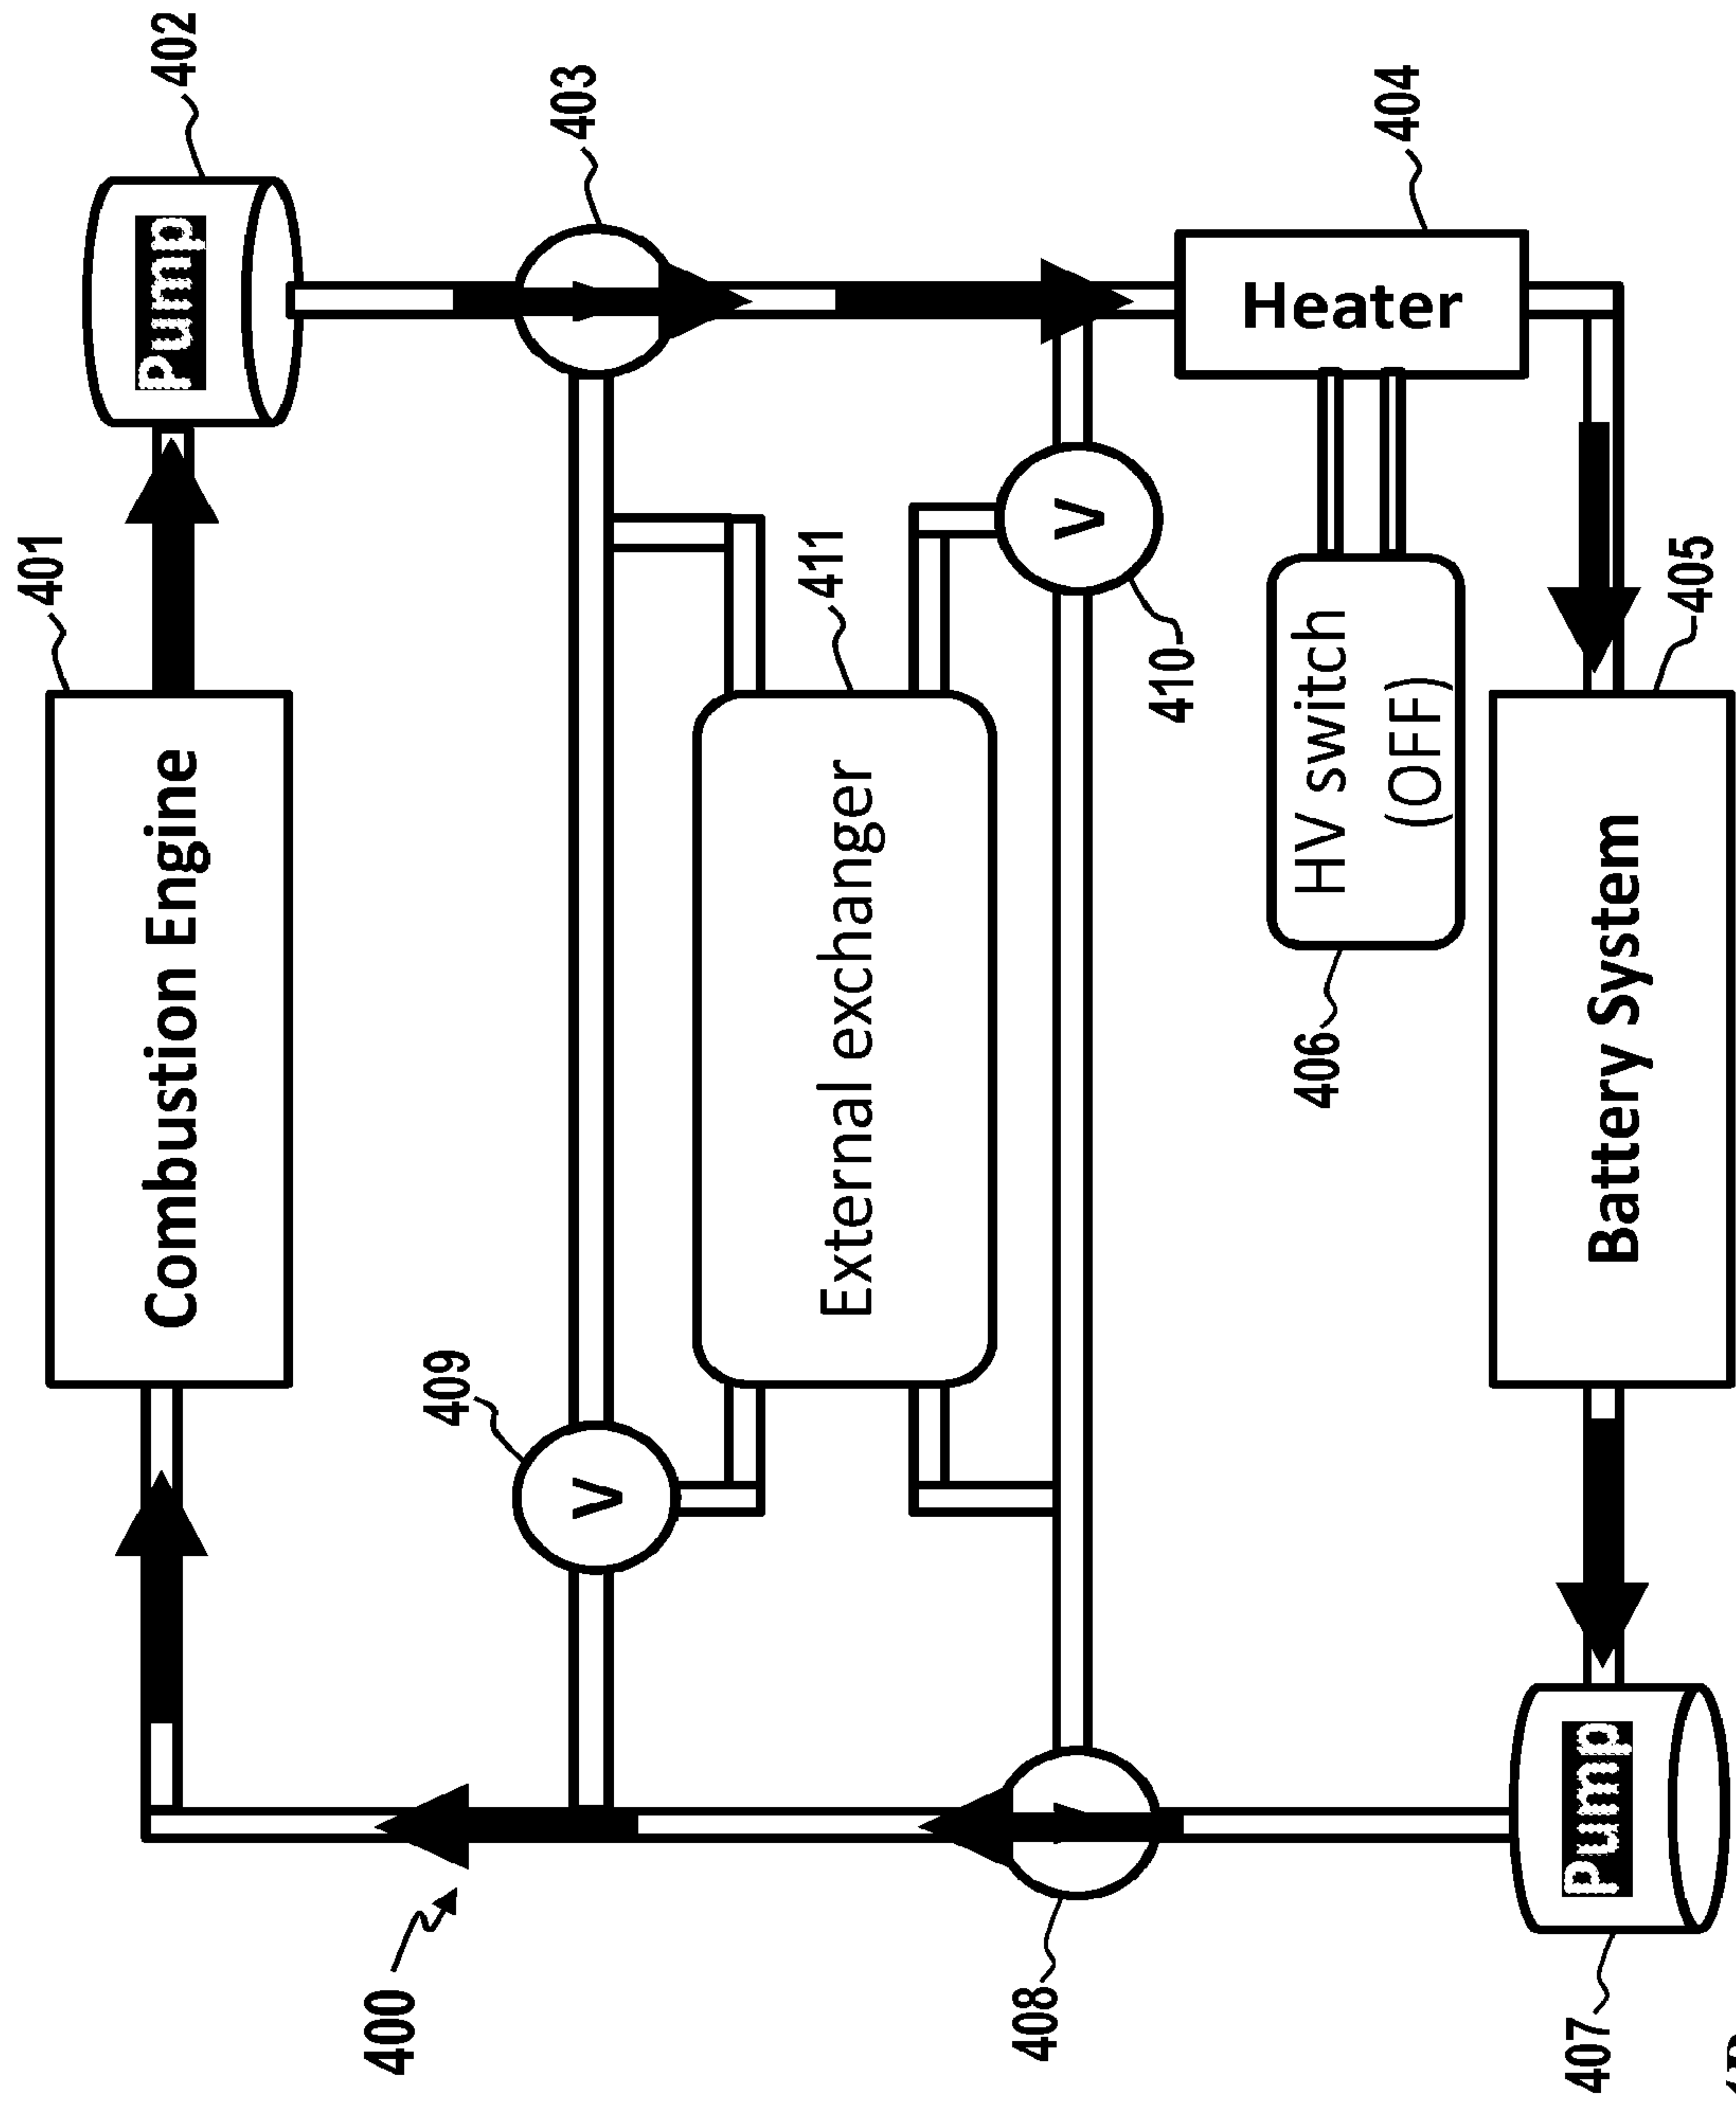 401
Combustion Engine
Pump
402
400
409
403
V
411
External exchanger
408
V
410
406
HV switch
(OFF)
Heater
404
407
Pump
Battery System
405